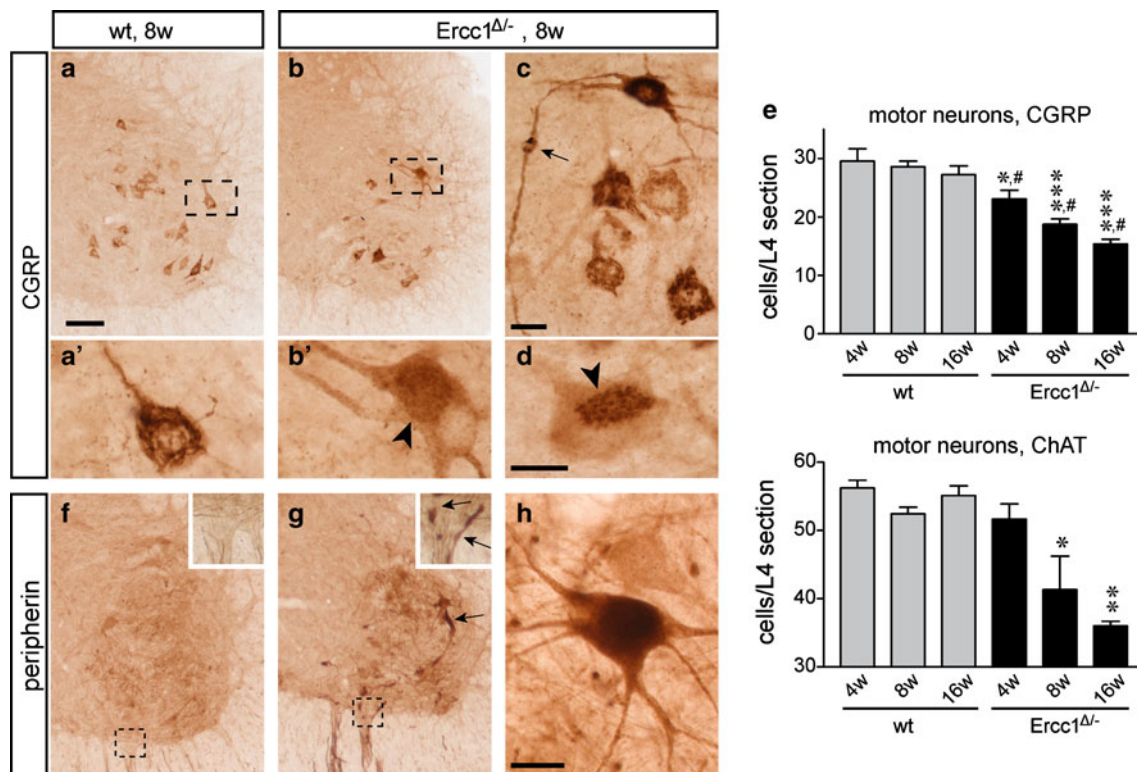 wt, 8w
Ercc1Δ/- , 8w
CGRP
a
b
c
a'
b'
d
peripherin
f
g
h
e
motor neurons, CGRP
cells/L4 section
30
20
10
0
*,#
***,#
***,#
4w
8w
16w
4w
8w
16w
wt
Ercc1Δ/-
motor neurons, ChAT
cells/L4 section
60
50
40
30
*
**
4w
8w
16w
4w
8w
16w
wt
Ercc1Δ/-